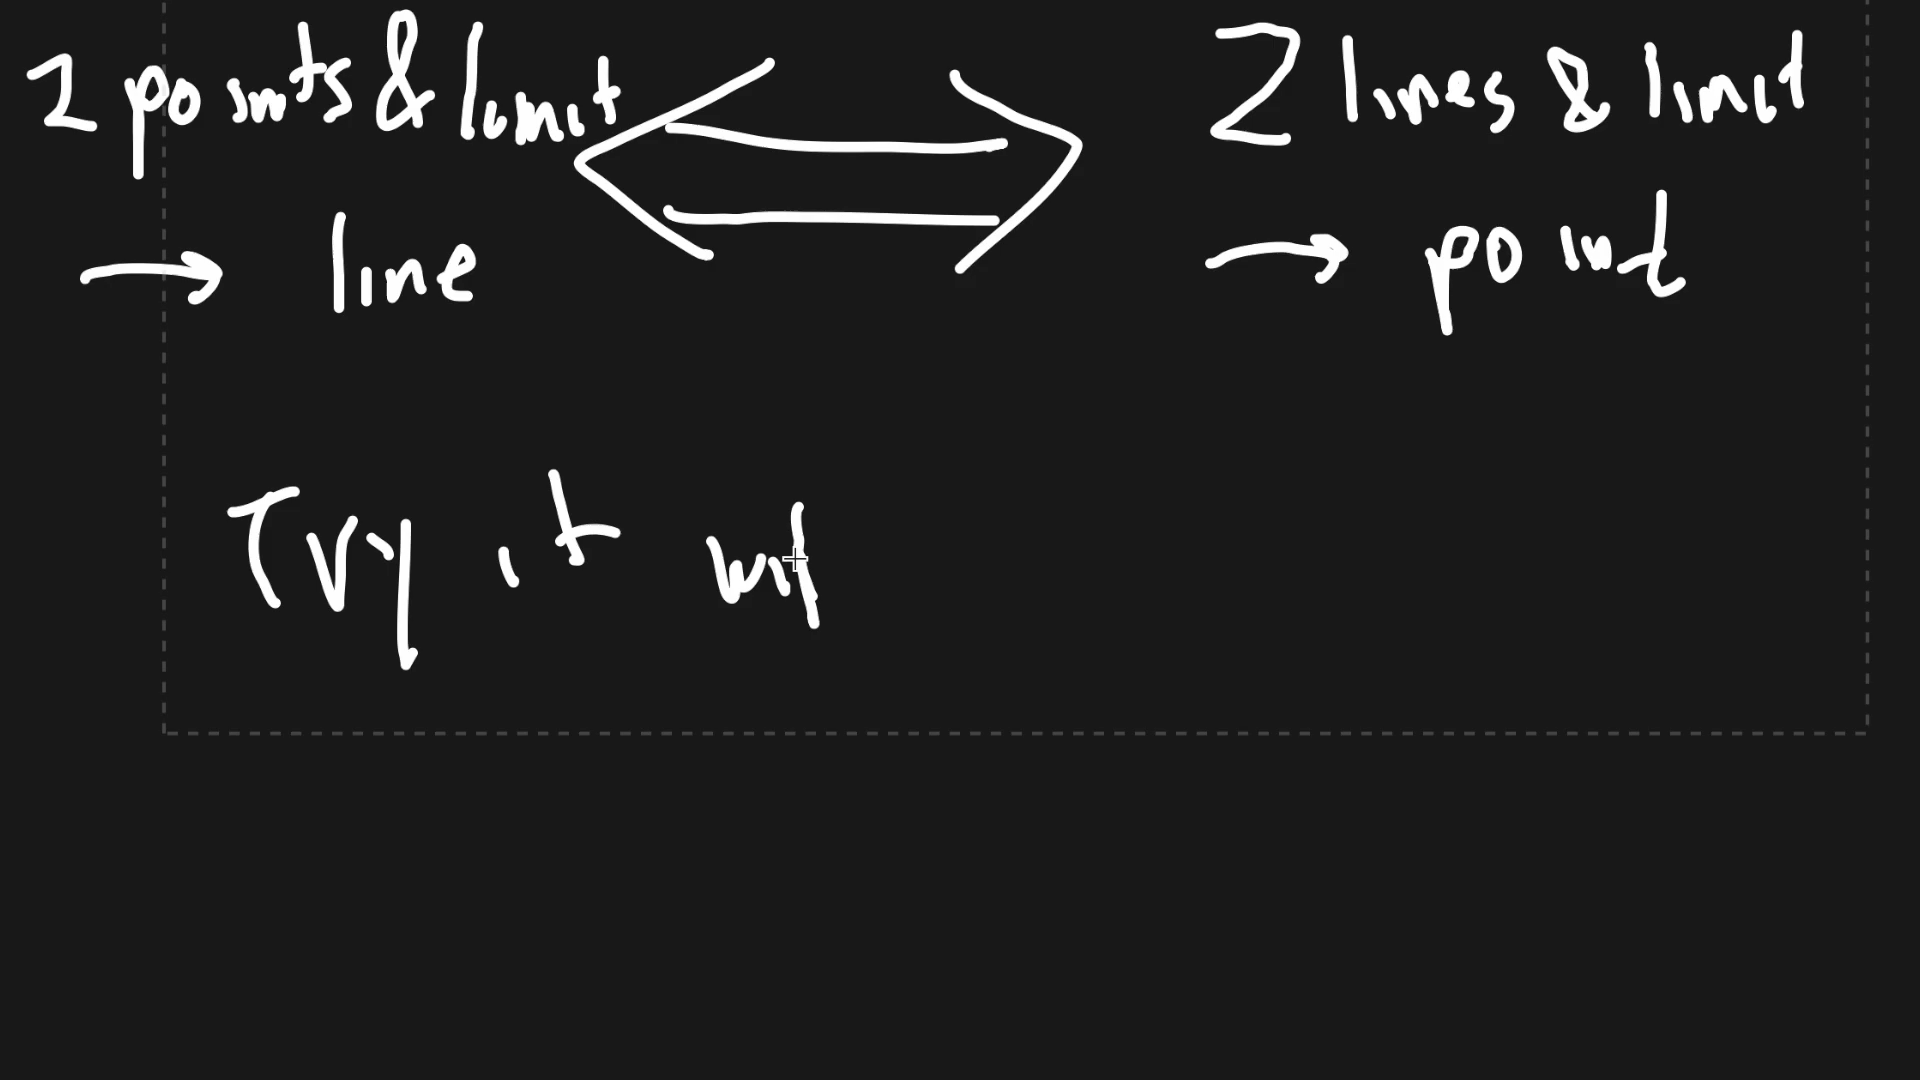 2 points & limit ⟺ 2 lines & limit
→ line → point
Try it